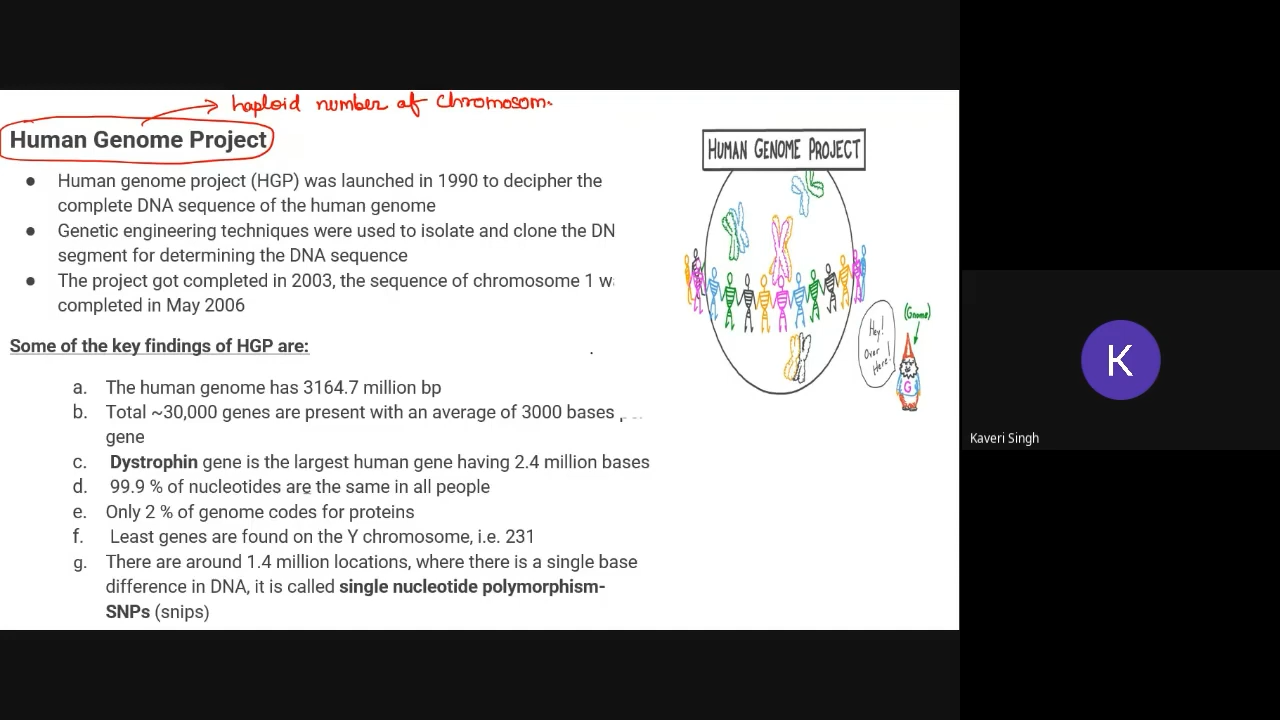 haploid number of chromosom.
Human Genome Project
● Human genome project (HGP) was launched in 1990 to decipher the
complete DNA sequence of the human genome
● Genetic engineering techniques were used to isolate and clone the DN
segment for determining the DNA sequence
● The project got completed in 2003, the sequence of chromosome 1
completed in May 2006
Some of the key findings of HGP are:
a. The human genome has 3164.7 million bp
b. Total ~30,000 genes are present with an average of 3000 bases
gene
c. Dystrophin gene is the largest human gene having 2.4 million bases
d. 99.9 % of nucleotides are the same in all people
e. Only 2 % of genome codes for proteins
f. Least genes are found on the Y chromosome, i.e. 231
g. There are around 1.4 million locations, where there is a single base
difference in DNA, it is called single nucleotide polymorphism-
SNPs (snips)
HUMAN GENOME PROJECT
Hey!
Over
Here!
(Gnome)
G
K
Kaveri Singh